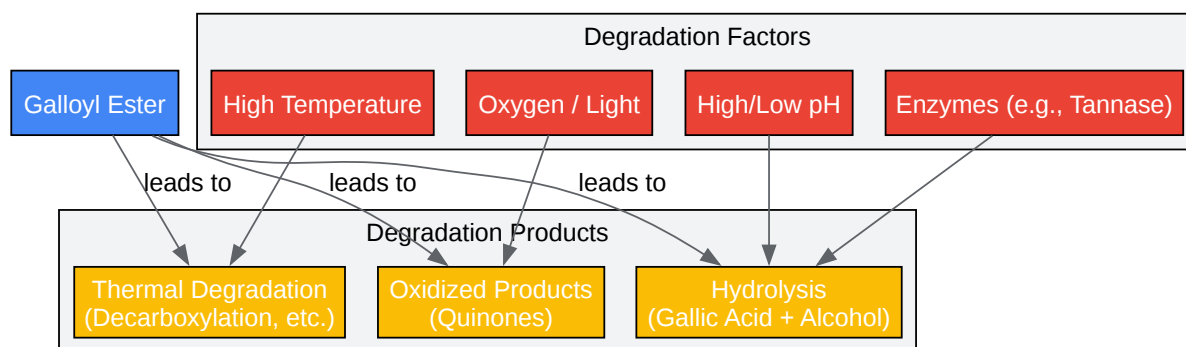 Degradation Factors
Galloyl Ester
High Temperature
Oxygen / Light
High/Low pH
Enzymes (e.g., Tannase)
leads to
leads to
leads to
Degradation Products
Thermal Degradation
(Decarboxylation, etc.)
Oxidized Products
(Quinones)
Hydrolysis
(Gallic Acid + Alcohol)